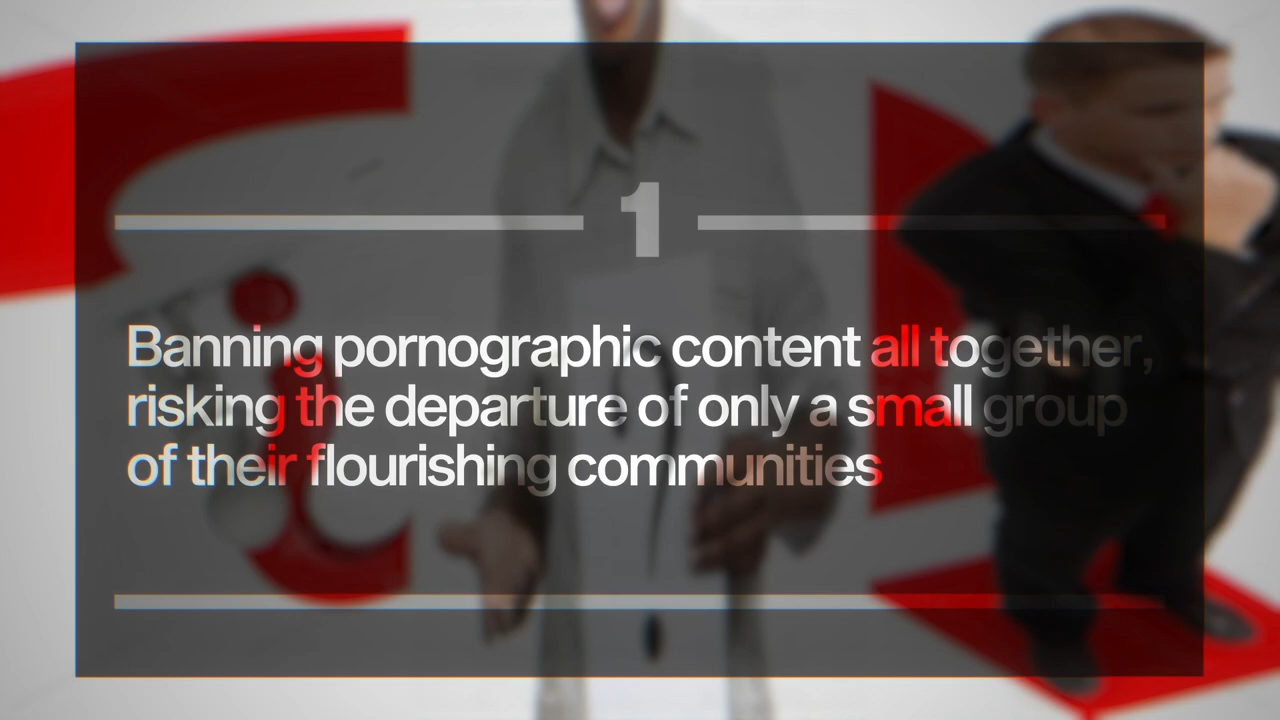 1
Banning pornographic content all together,
risking the departure of only a small group
of their flourishing communities